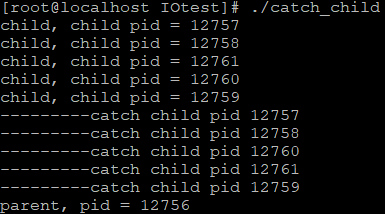 [root@localhost IOtest]# ./catch_child
child, child pid = 12757
child, child pid = 12758
child, child pid = 12761
child, child pid = 12760
child, child pid = 12759
---------catch child pid 12757
---------catch child pid 12758
---------catch child pid 12760
---------catch child pid 12761
---------catch child pid 12759
parent, pid = 12756